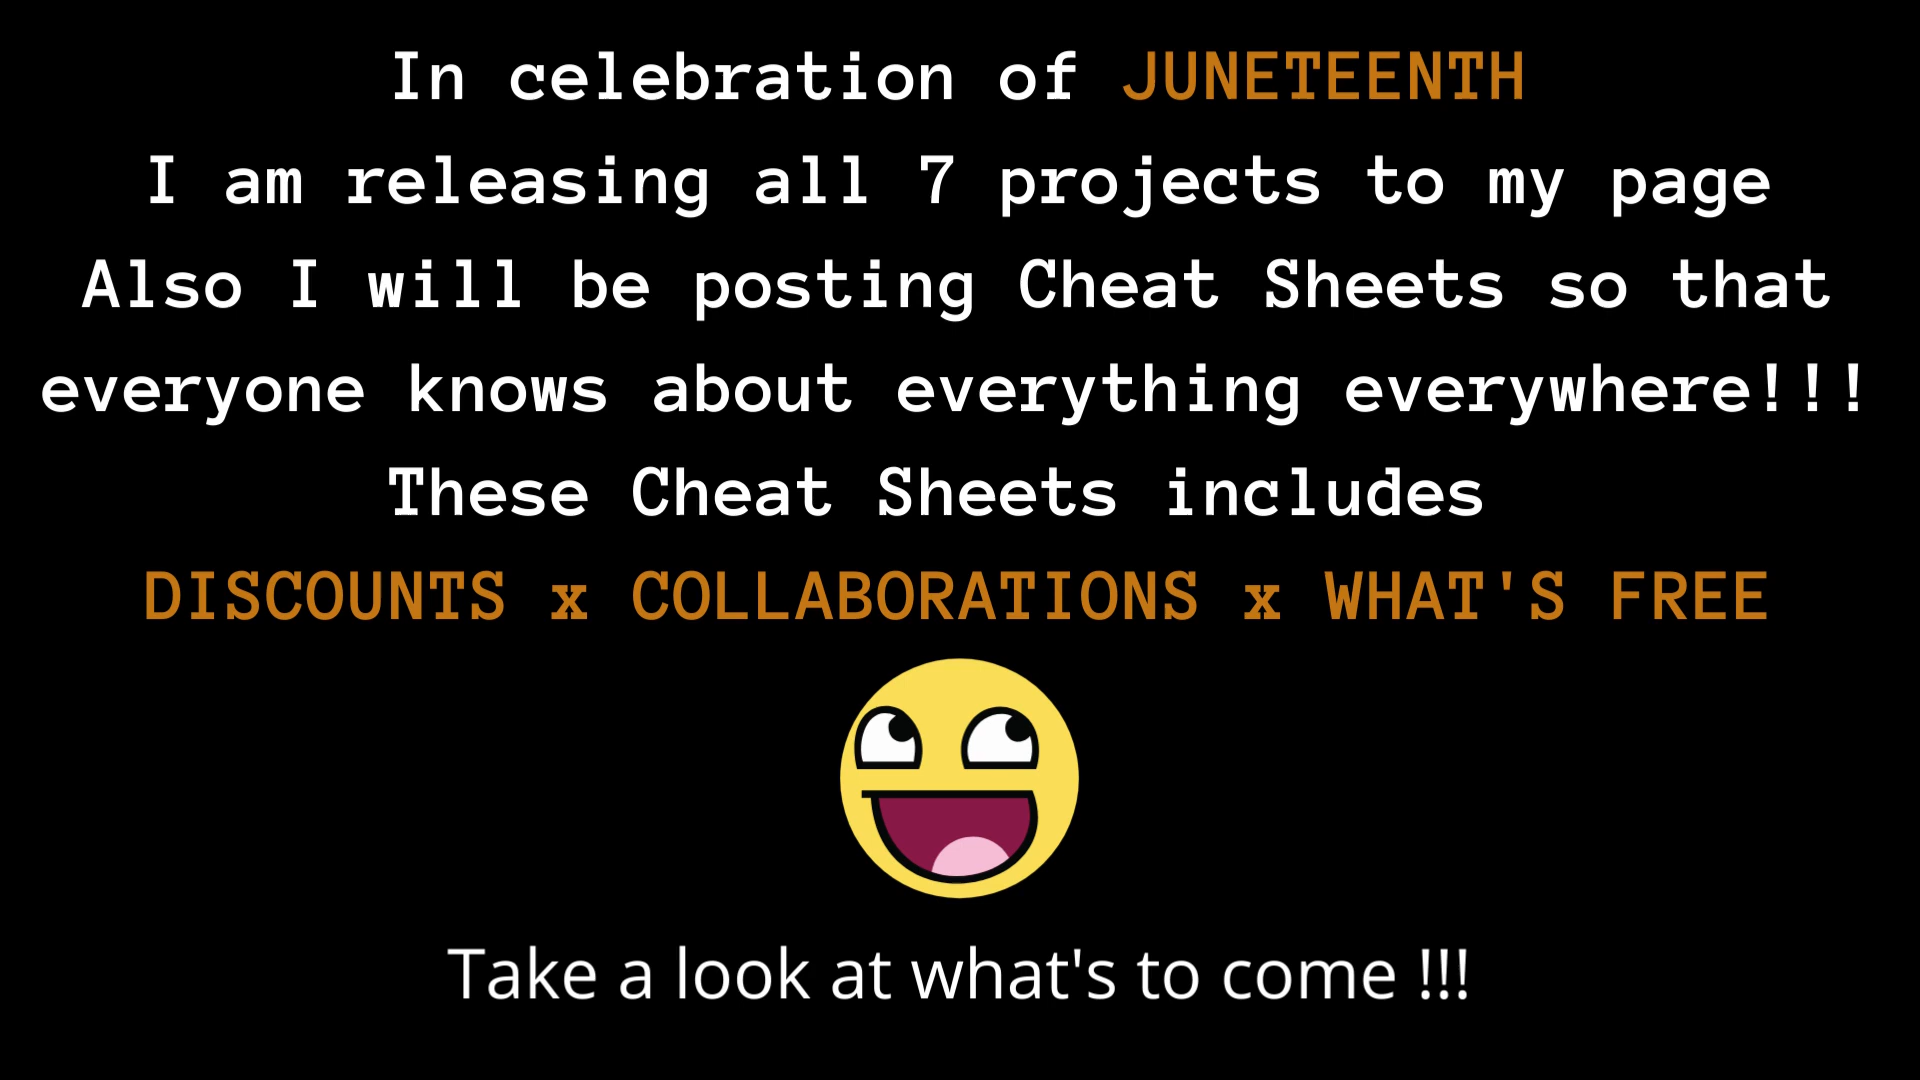 In celebration of JUNETEENTH
I am releasing all 7 projects to my page
Also I will be posting Cheat Sheets so that
everyone knows about everything everywhere!!!
These Cheat Sheets includes
DISCOUNTS x COLLABORATIONS x WHAT'S FREE
Take a look at what's to come !!!